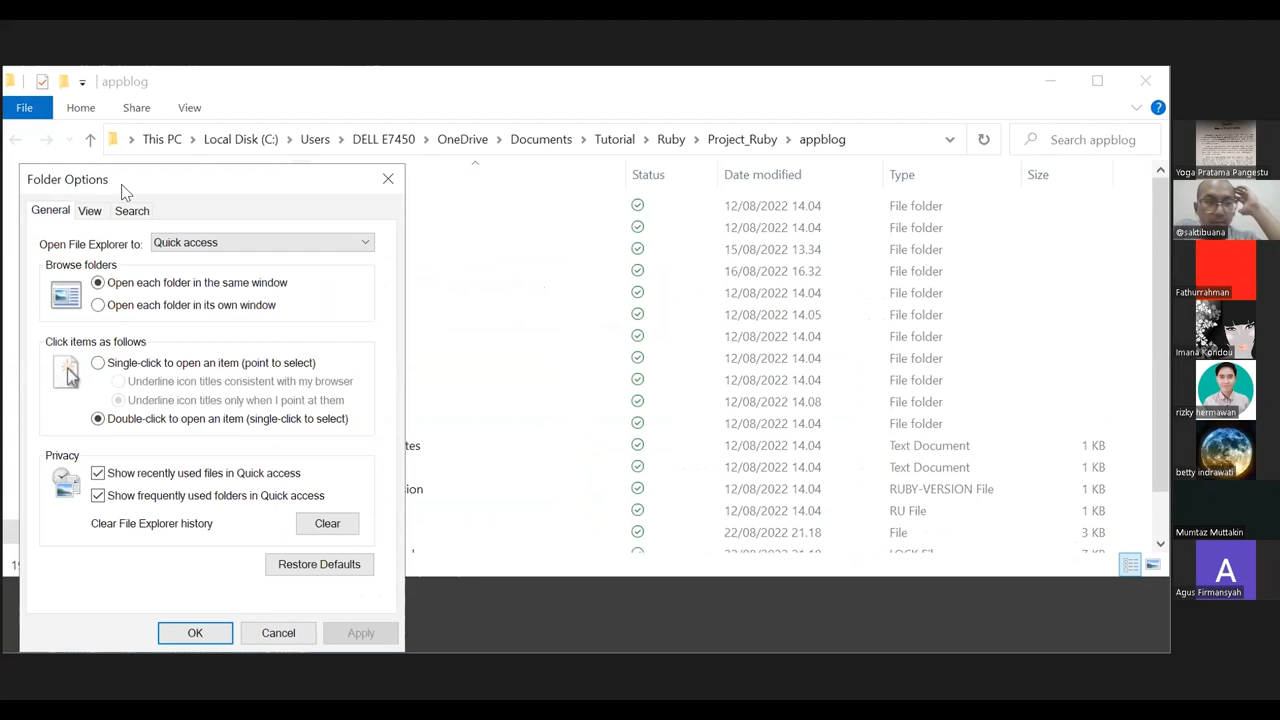 appblog
File Home Share View
This PC Local Disk (C:) Users DELL E7450 OneDrive Documents Tutorial Ruby Project_Ruby appblog
Search appblog
Folder Options
General View Search
Open File Explorer to: Quick access
Browse folders
Open each folder in the same window
Open each folder in its own window
Click items as follows
Single-click to open an item (point to select)
Underline icon titles consistent with my browser
Underline icon titles only when I point at them
Double-click to open an item (single-click to select)
Privacy
Show recently used files in Quick access
Show frequently used folders in Quick access
Clear File Explorer history Clear
Restore Defaults
OK Cancel Apply
Status Date modified Type Size
12/08/2022 14.04 File folder
12/08/2022 14.04 File folder
15/08/2022 13.34 File folder
16/08/2022 16.32 File folder
12/08/2022 14.04 File folder
12/08/2022 14.05 File folder
12/08/2022 14.04 File folder
12/08/2022 14.04 File folder
12/08/2022 14.04 File folder
12/08/2022 14.08 File folder
12/08/2022 14.04 File folder
tes 12/08/2022 14.04 Text Document 1 KB
12/08/2022 14.04 Text Document 1 KB
ion 12/08/2022 14.04 RUBY-VERSION File 1 KB
12/08/2022 14.04 RU File 1 KB
22/08/2022 21.18 File 3 KB
Yoga Pratama Pangestu
@saktibuana
Fathurrahman
Imana Kondou
rizky hermawan
betty indrawati
Mumtaz Muttakin
A
Agus Firmansyah